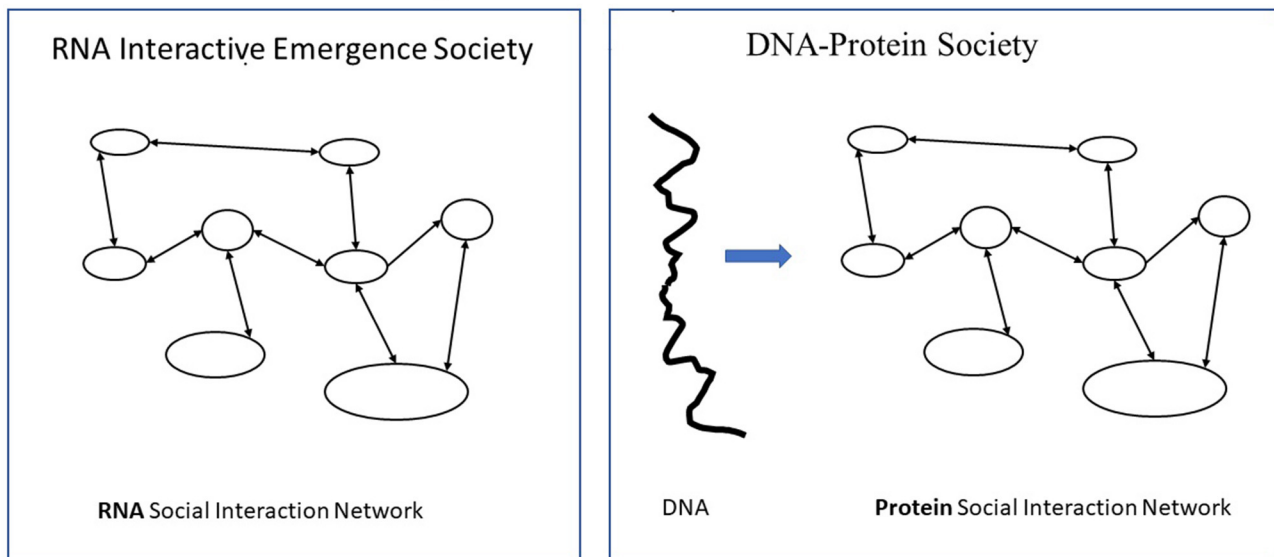 RNA Interactive Emergence Society
RNA Social Interaction Network
DNA-Protein Society
DNA
Protein Social Interaction Network